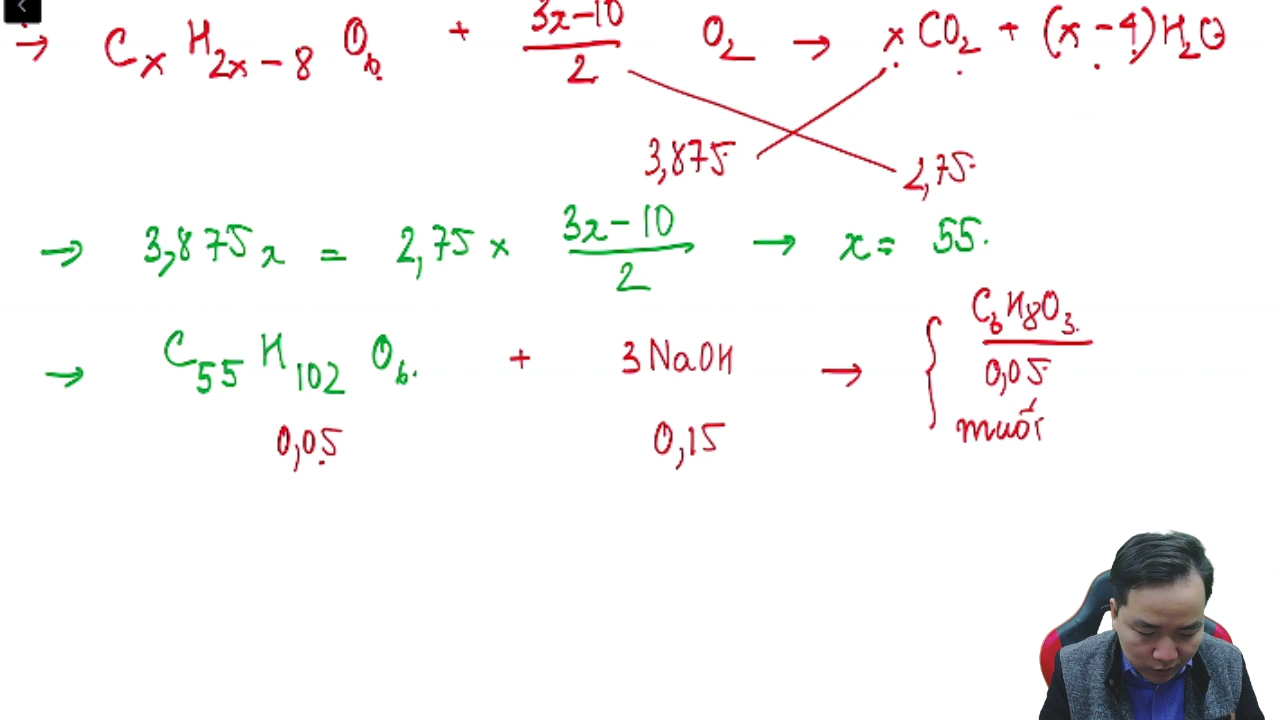 → CₓH₂ₓ₋₈O₆ + (3x-10)/2 O₂ → xCO₂ + (x-4)H₂O
3,875 2,75
→ 3,875x = 2,75 × (3x-10)/2 → x = 55.
→ C₅₅H₁₀₂O₆. + 3NaOH → { C₃H₈O₃
0,05
muối
0,05 0,15